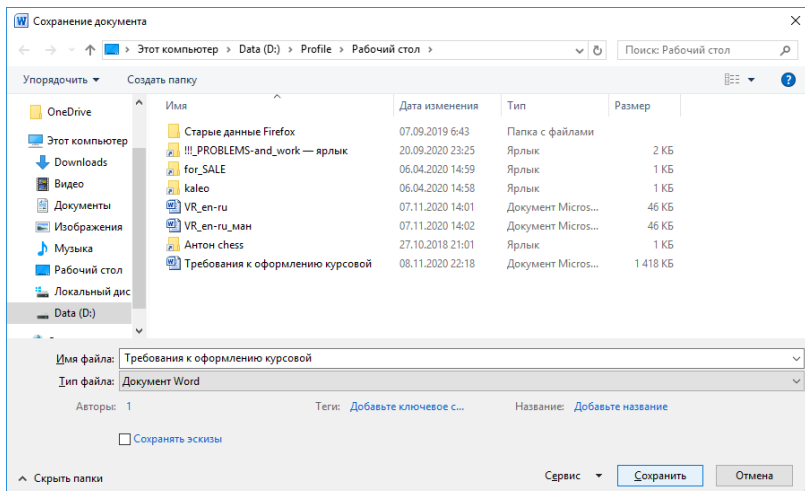 Сохранение документа
Этот компьютер > Data (D:) > Profile > Рабочий стол >
Поиск: Рабочий стол
Упорядочить
Создать папку
OneDrive
Этот компьютер
Downloads
Видео
Документы
Изображения
Музыка
Рабочий стол
Локальный дис
Data (D:)
Имя Дата изменения Тип Размер
Старые данные Firefox 07.09.2019 6:43 Папка с файлами
!!!_PROBLEMS-and_work — ярлык 20.09.2020 23:25 Ярлык 2 КБ
for_SALE 06.04.2020 14:59 Ярлык 1 КБ
kaleo 06.04.2020 14:58 Ярлык 1 КБ
VR_en-ru 07.11.2020 14:01 Документ Micros... 46 КБ
VR_en-ru_ман 07.11.2020 14:02 Документ Micros... 46 КБ
Антон chess 27.10.2018 21:01 Ярлык 1 КБ
Требования к оформлению курсовой 08.11.2020 22:18 Документ Micros... 1 418 КБ
Имя файла: Требования к оформлению курсовой
Тип файла: Документ Word
Авторы: 1 Теги: Добавьте ключевое с... Название: Добавьте название
Сохранять эскизы
Скрыть папки Сервис Сохранить Отмена